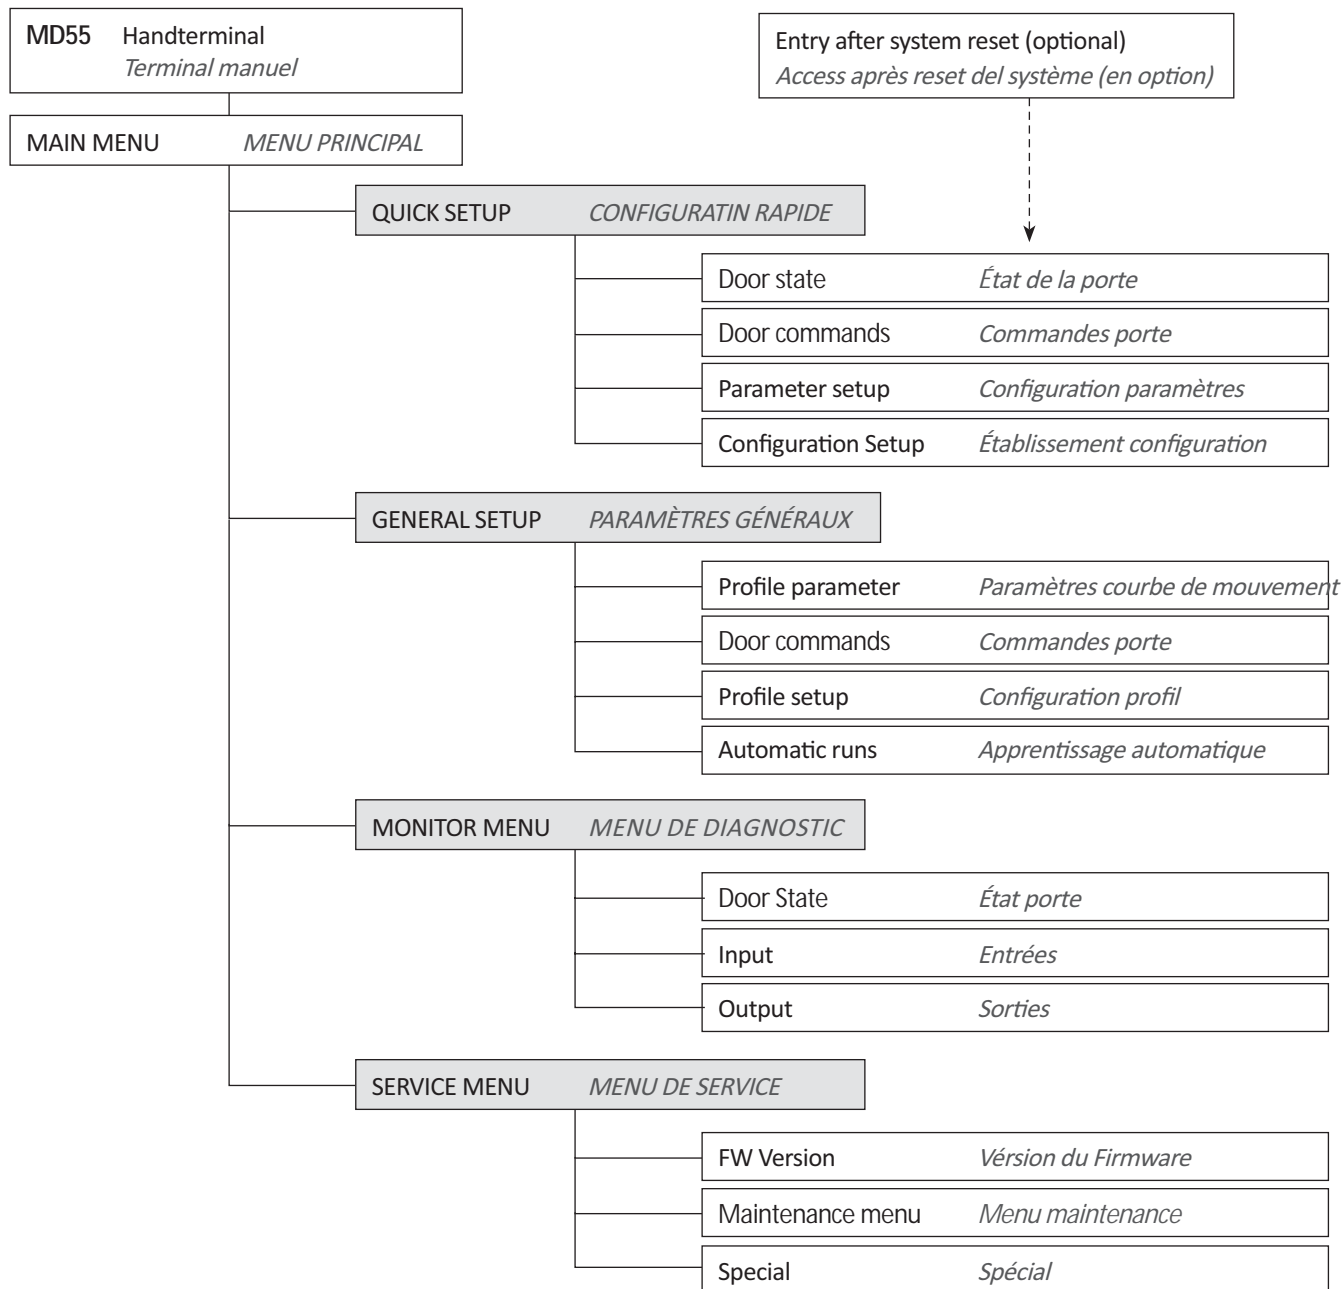 MD55 Handterminal
Terminal manuel
Entry after system reset (optional)
Access après reset del système (en option)
MAIN MENU MENU PRINCIPAL
QUICK SETUP CONFIGURATIN RAPIDE
Door state État de la porte
Door commands Commandes porte
Parameter setup Configuration paramètres
Configuration Setup Établissement configuration
GENERAL SETUP PARAMÈTRES GÉNÉRAUX
Profile parameter Paramètres courbe de mouvement
Door commands Commandes porte
Profile setup Configuration profil
Automatic runs Apprentissage automatique
MONITOR MENU MENU DE DIAGNOSTIC
Door State État porte
Input Entrées
Output Sorties
SERVICE MENU MENU DE SERVICE
FW Version Vérsion du Firmware
Maintenance menu Menu maintenance
Special Spécial